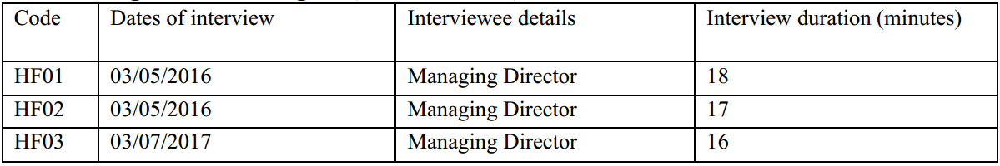 Code Dates of interview Interviewee details Interview duration (minutes)
HF01 03/05/2016 Managing Director 18
HF02 03/05/2016 Managing Director 17
HF03 03/07/2017 Managing Director 16